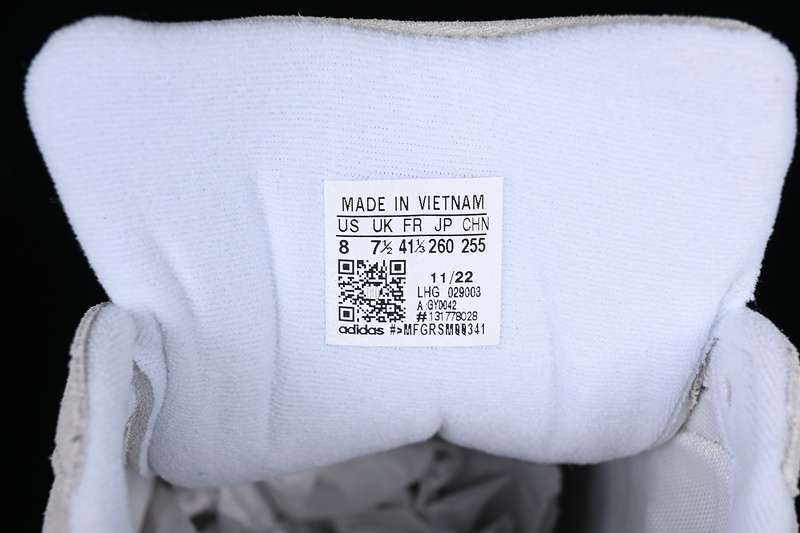 MADE IN VIETNAM
US UK FR JP CHN
8 7½ 41⅓ 260 255
11/22
LHG 029003
A:GY0042
#131778028
adidas #>MFGRSM99341